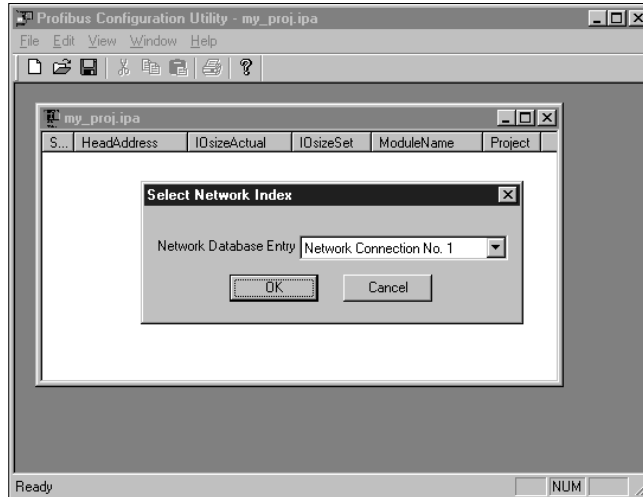 Profibus Configuration Utility - my_proj.ipa
File Edit View Window Help
my_proj.ipa
S... HeadAddress IOsizeActual IOsizeSet ModuleName Project
Select Network Index
Network Database Entry Network Connection No. 1
OK Cancel
Ready NUM